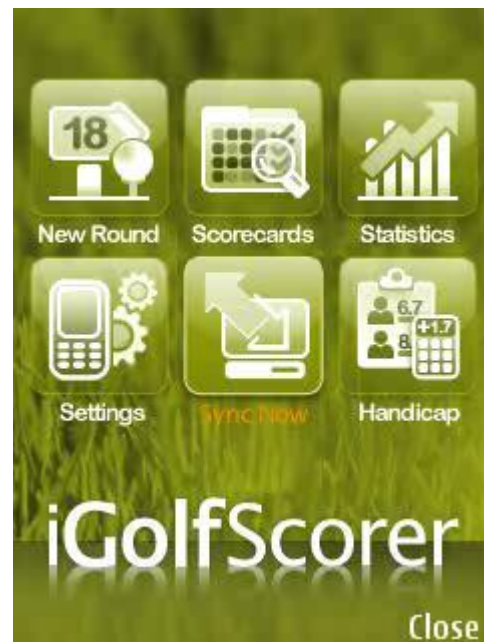 18
New Round Scorecards Statistics
6.7
+1.7
8.
Settings Sync Now Handicap
iGolfScorer
Close